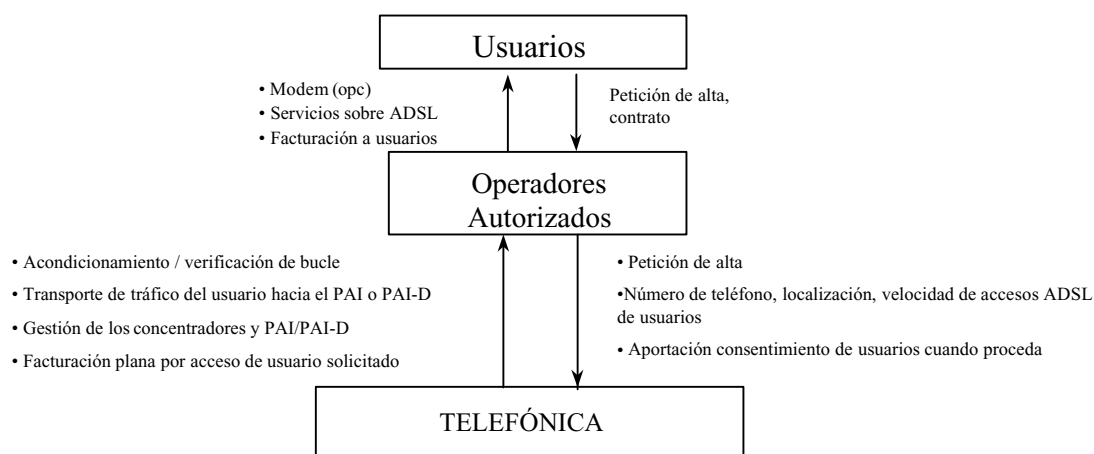 Usuarios
• Modem (opc)
• Servicios sobre ADSL
• Facturación a usuarios
Petición de alta,
contrato
Operadores
Autorizados
• Acondicionamiento / verificación de bucle
• Transporte de tráfico del usuario hacia el PAI o PAI-D
• Gestión de los concentradores y PAI/PAI-D
• Facturación plana por acceso de usuario solicitado
• Petición de alta
•Número de teléfono, localización, velocidad de accesos ADSL
de usuarios
• Aportación consentimiento de usuarios cuando proceda
TELEFÓNICA